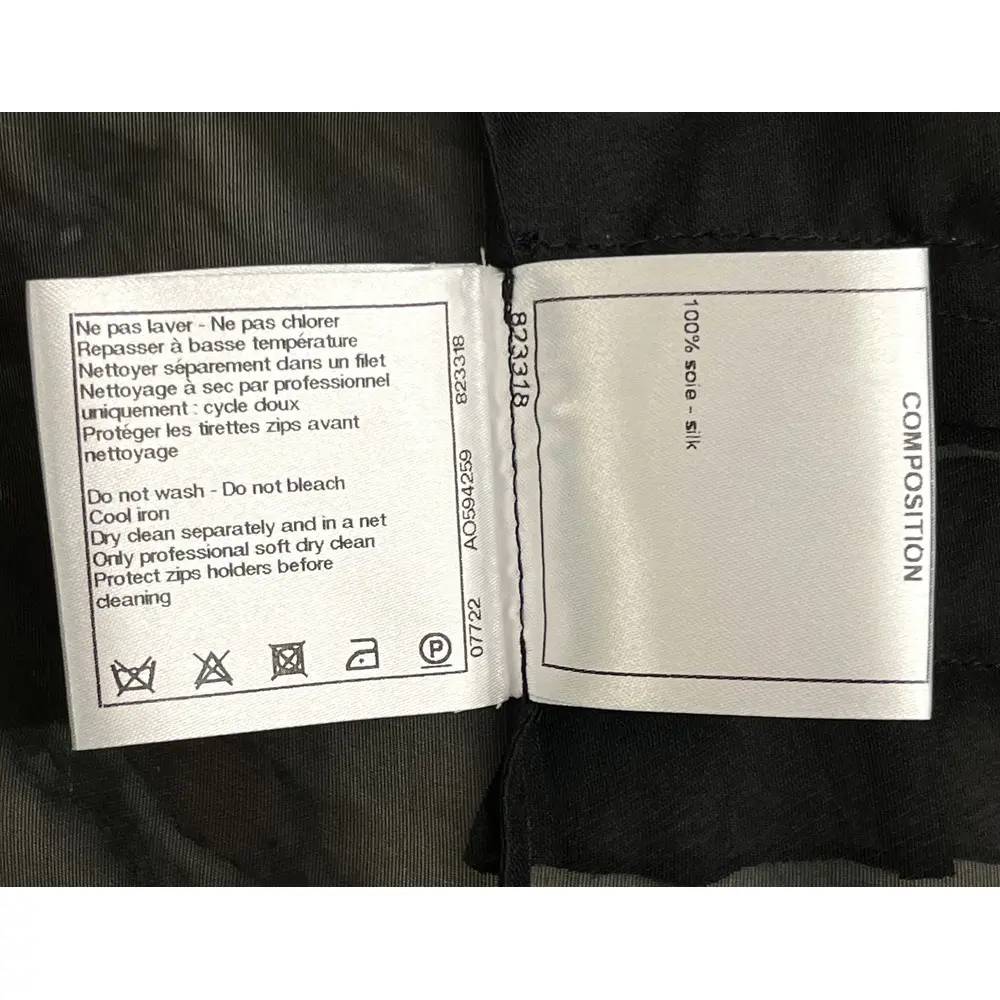 Ne pas laver - Ne pas chlorer
Repasser à basse température
Nettoyer séparement dans un filet
Nettoyage à sec par professionnel
uniquement : cycle doux
Protéger les tirettes zips avant
nettoyage
Do not wash - Do not bleach
Cool iron
Dry clean separately and in a net
Only professional soft dry clean
Protect zips holders before
cleaning
P
07722 AO594259 823318
823318
COMPOSITION
100% soie - silk